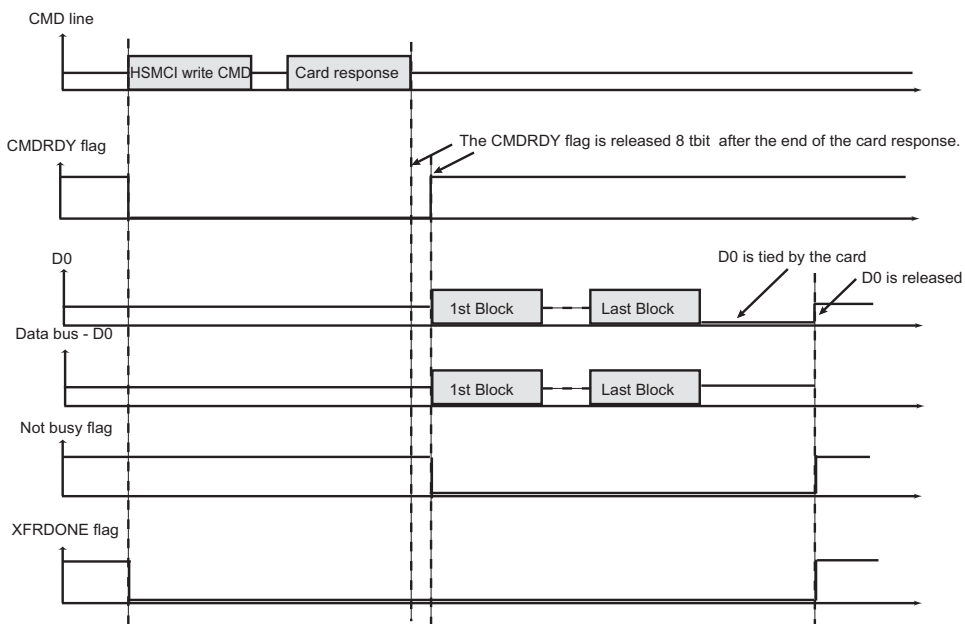 CMD line
HSMCI write CMD
Card response
CMDRDY flag
The CMDRDY flag is released 8 tbit after the end of the card response.
D0
D0 is tied by the card
D0 is released
1st Block
Last Block
Data bus - D0
1st Block
Last Block
Not busy flag
XFRDONE flag